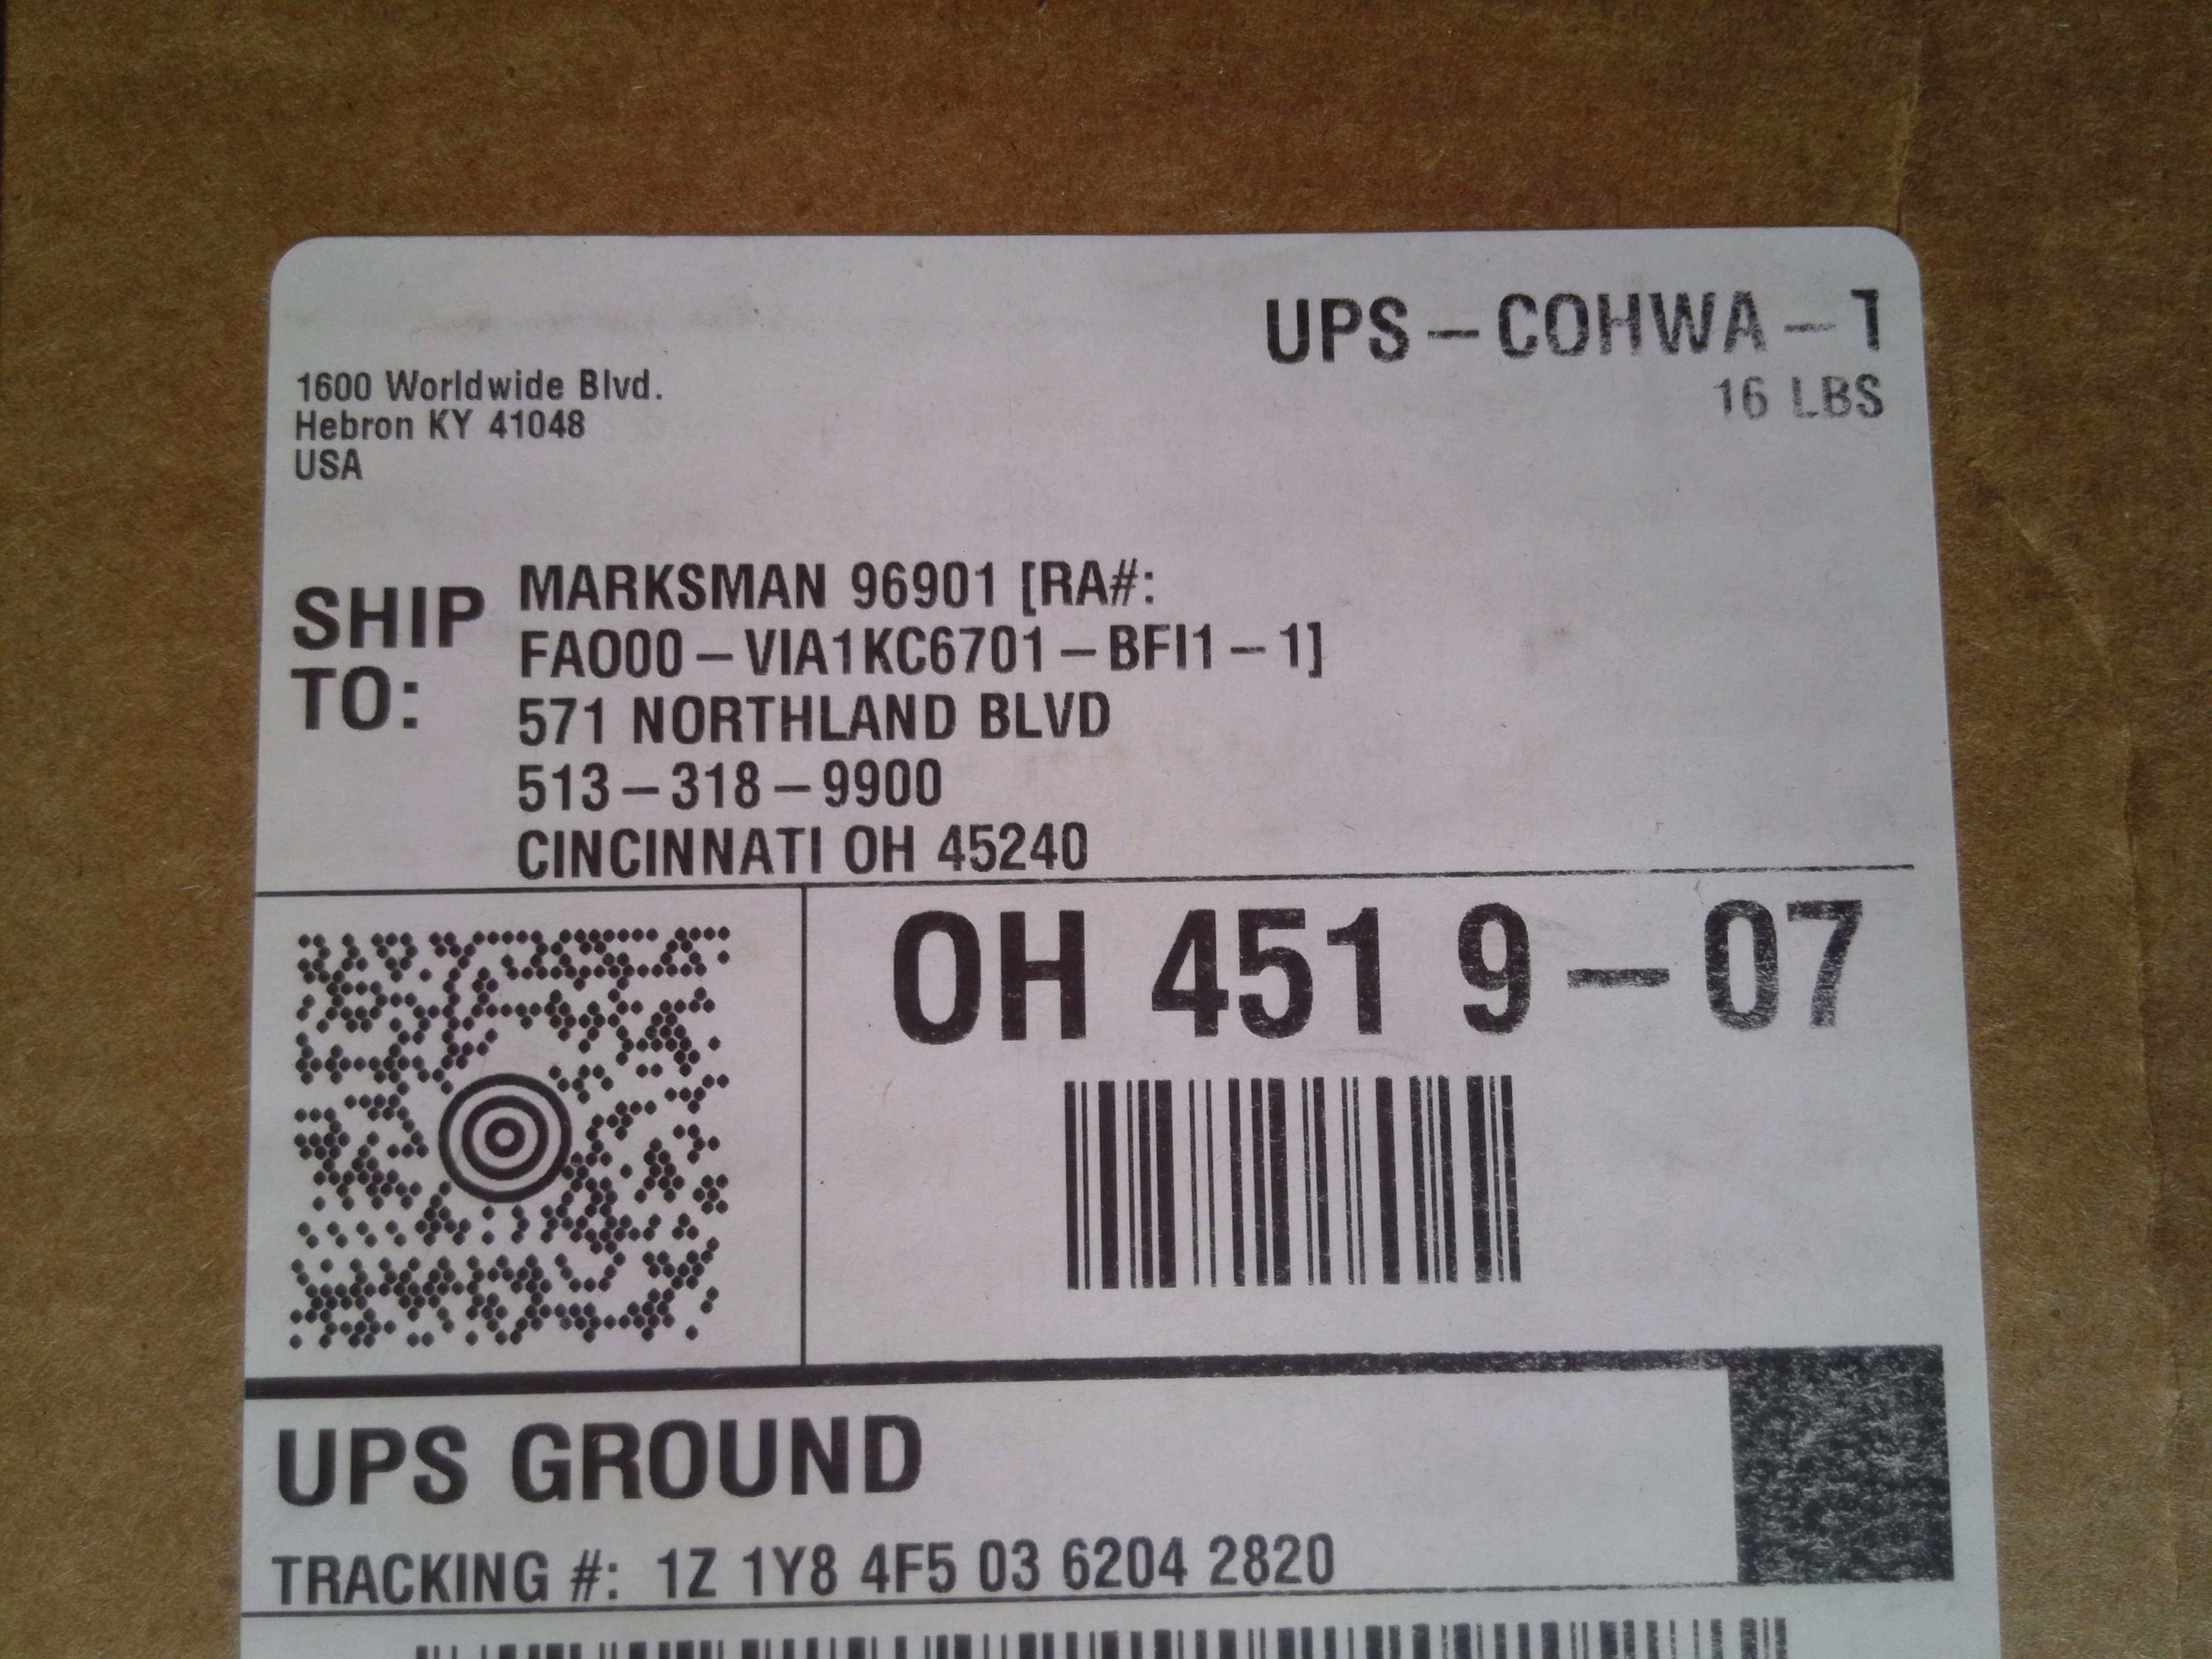 UPS-COHWA-1
16 LBS
1600 Worldwide Blvd.
Hebron KY 41048
USA
SHIP TO:
MARKSMAN 96901 [RA#:
FAO00-VIA1KC6701-BFI1-1]
571 NORTHLAND BLVD
513-318-9900
CINCINNATI OH 45240
OH 451 9-07
UPS GROUND
TRACKING #: 1Z 1Y8 4F5 03 6204 2820